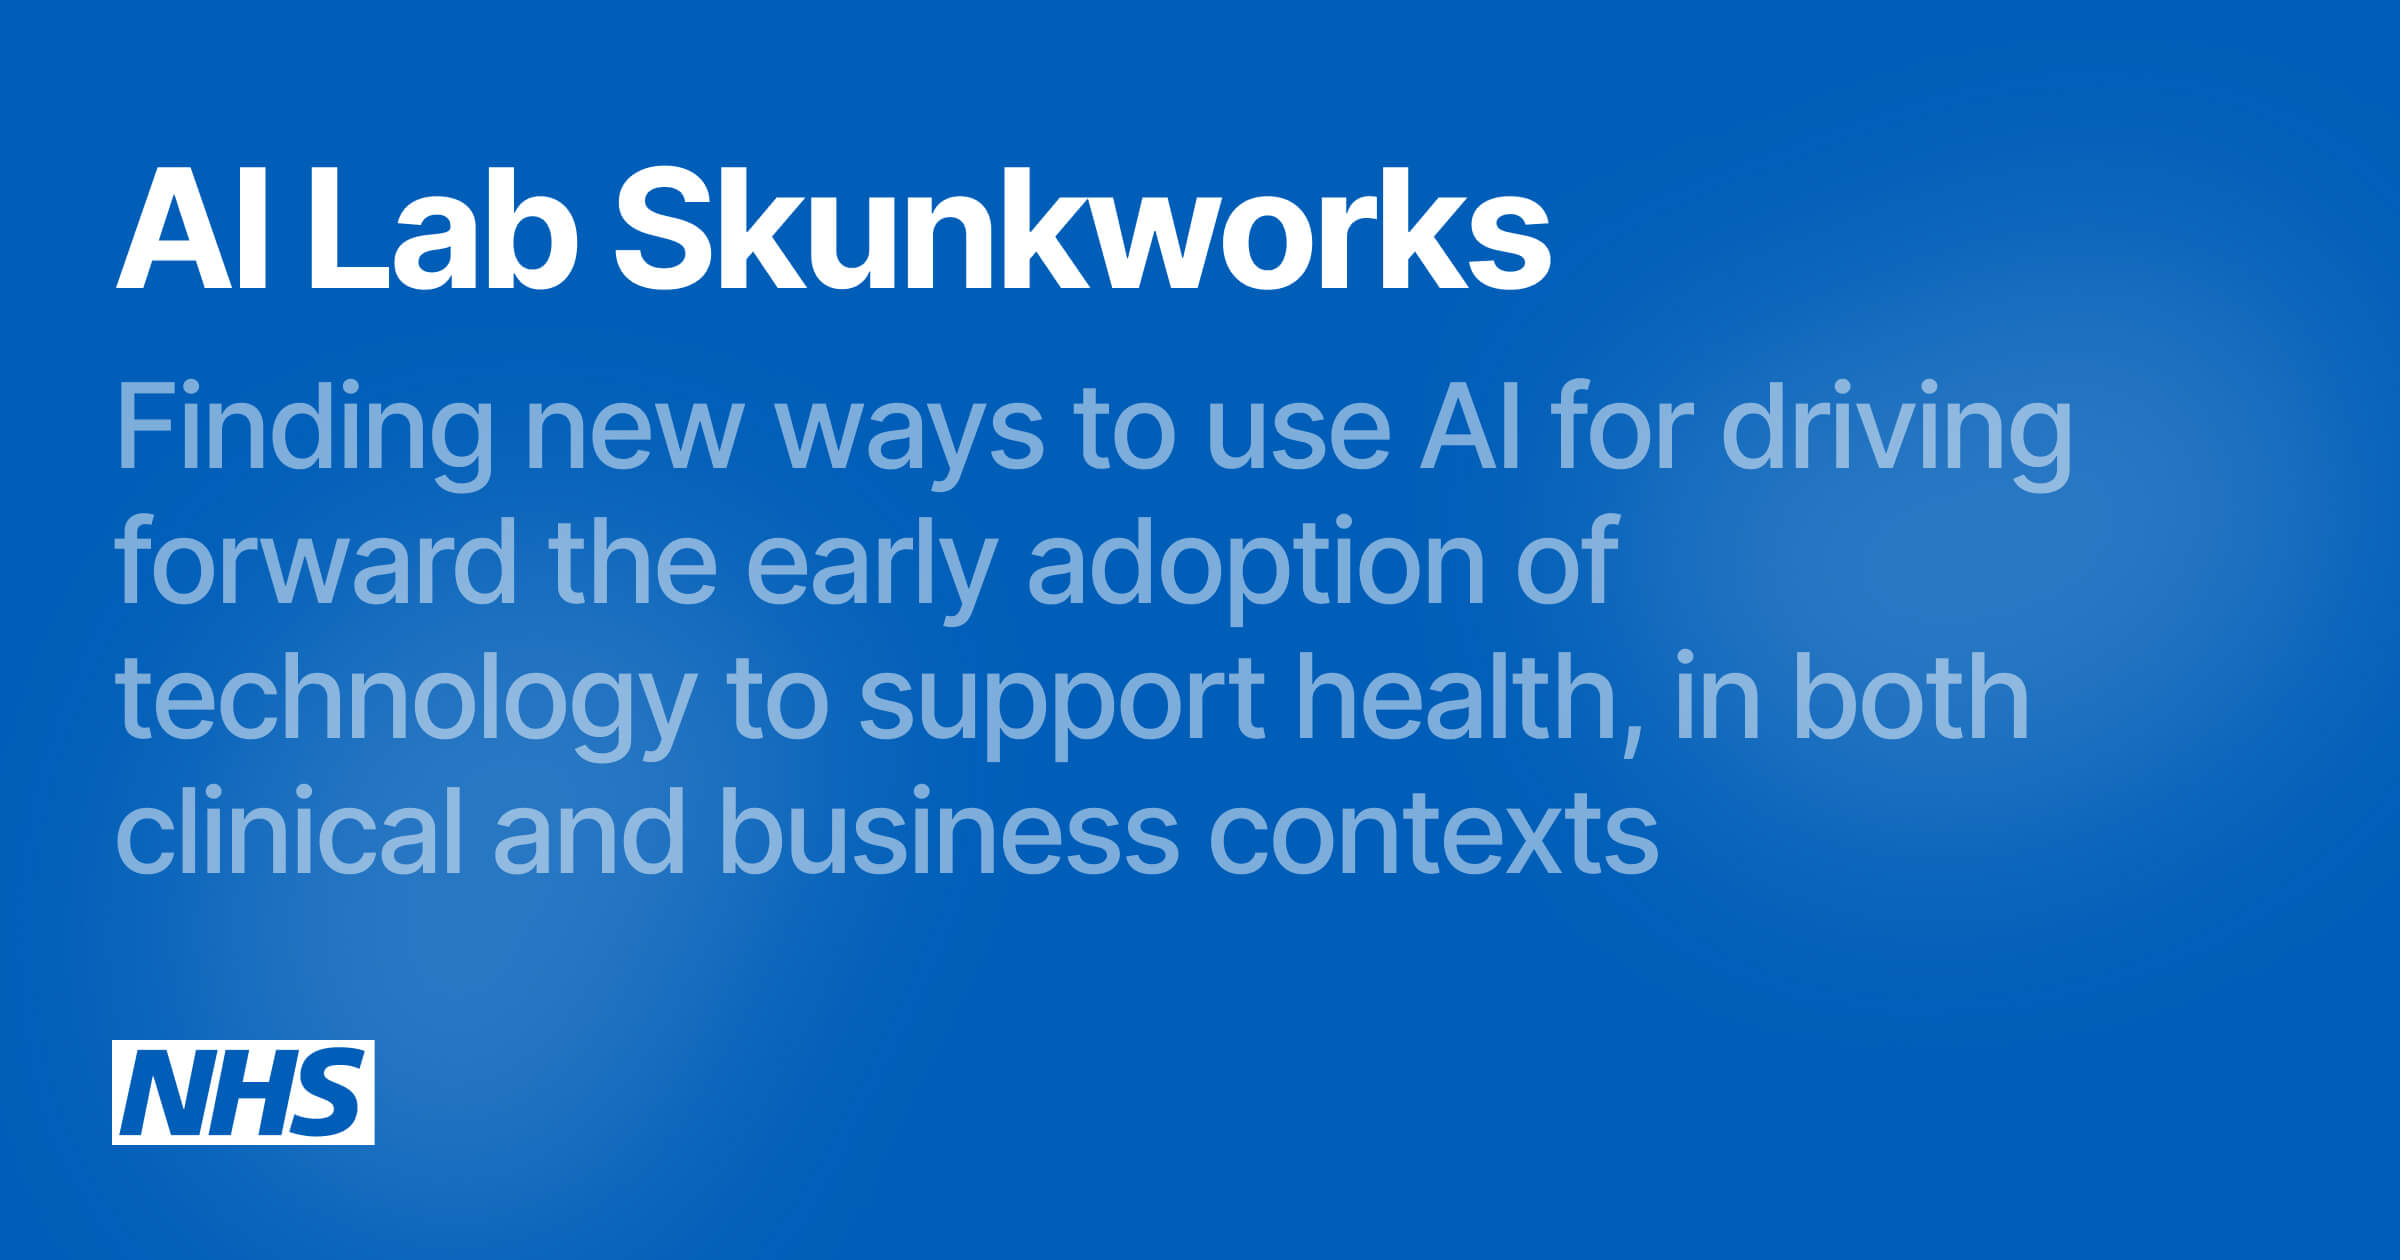 AI Lab Skunkworks
Finding new ways to use AI for driving
forward the early adoption of
technology to support health, in both
clinical and business contexts
NHS